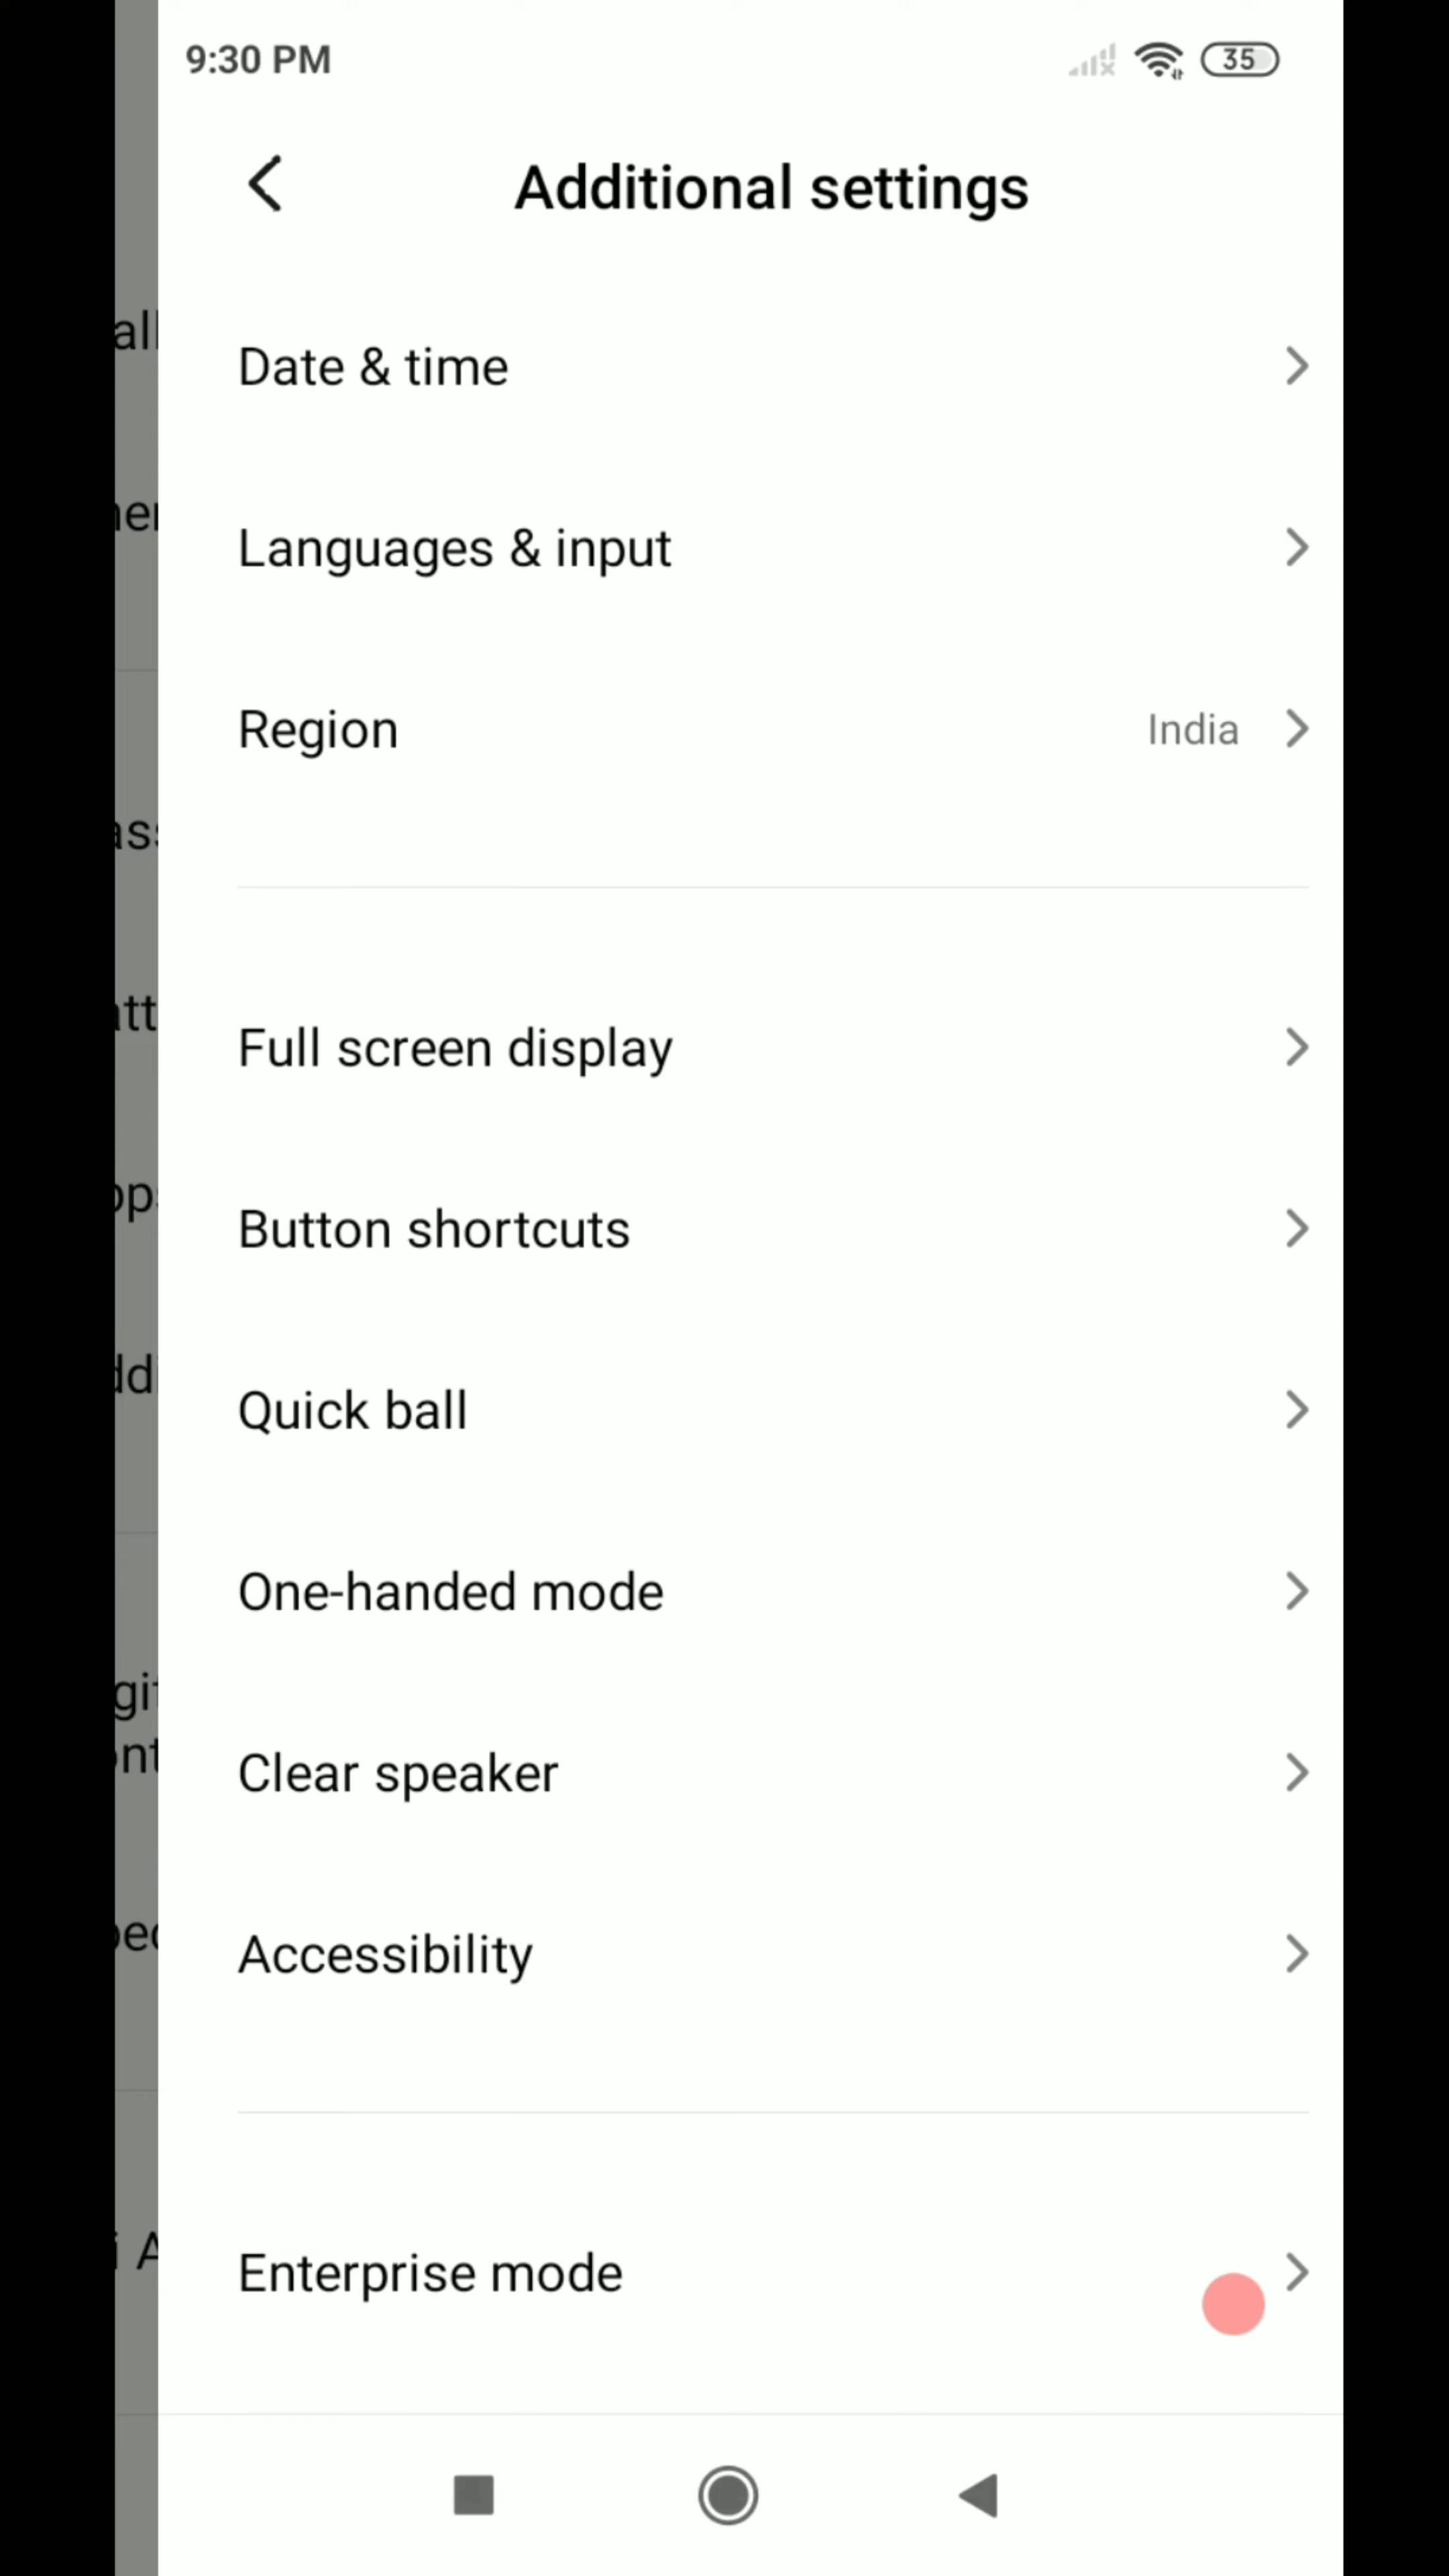 9:30 PM
35
Additional settings
Date & time
Languages & input
Region
India
Full screen display
Button shortcuts
Quick ball
One-handed mode
Clear speaker
Accessibility
Enterprise mode